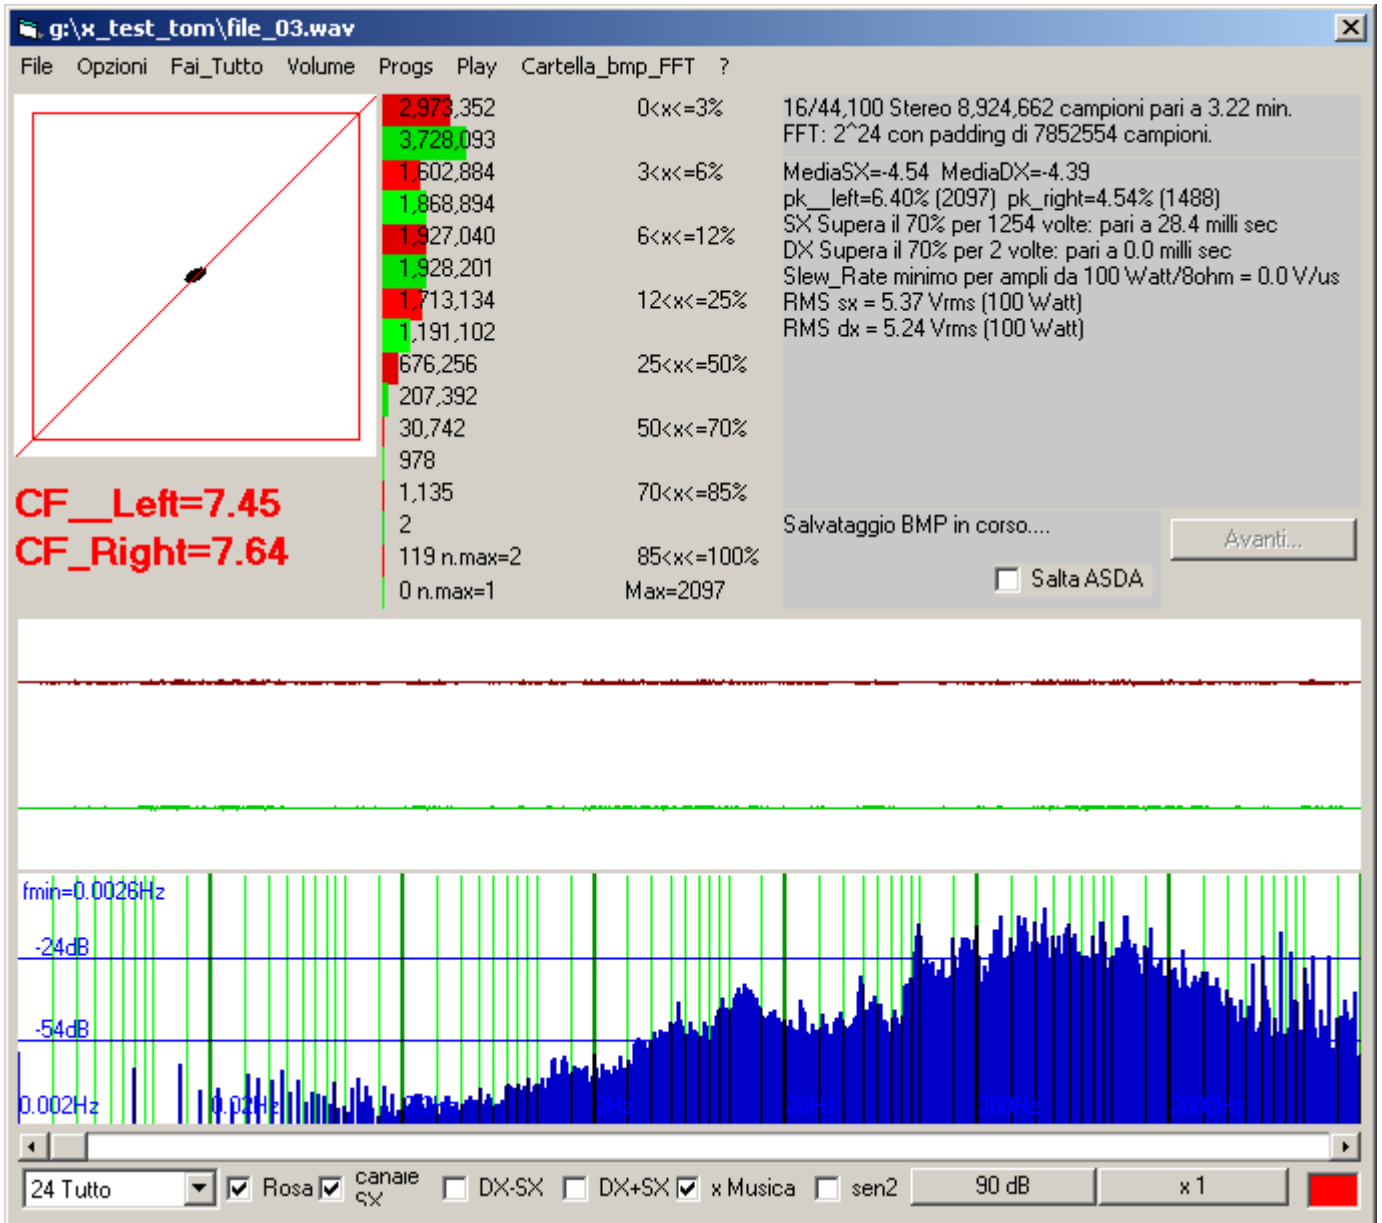 g:\x_test_tom\file_03.wav
File Opzioni Fai_Tutto Volume Progs Play Cartella_bmp_FFT ?
2,973,352 0<x<=3%
3,728,093
1,602,884 3<x<=6%
1,868,894
1,927,040 6<x<=12%
1,928,201
1,713,134 12<x<=25%
1,191,102
676,256 25<x<=50%
207,392
30,742 50<x<=70%
978
1,135 70<x<=85%
2
119 n.max=2 85<x<=100%
0 n.max=1 Max=2097
16/44,100 Stereo 8,924,662 campioni pari a 3.22 min.
FFT: 2^24 con padding di 7852554 campioni.
MediaSX=-4.54 MediaDX=-4.39
pk__left=6.40% (2097) pk_right=4.54% (1488)
SX Supera il 70% per 1254 volte: pari a 28.4 milli sec
DX Supera il 70% per 2 volte: pari a 0.0 milli sec
Slew_Rate minimo per ampli da 100 Watt/8ohm = 0.0 V/us
RMS sx = 5.37 Vrms (100 Watt)
RMS dx = 5.24 Vrms (100 Watt)
CF__Left=7.45
CF_Right=7.64
Salvataggio BMP in corso....
Avanti...
Salta ASDA
fmin=0.0026Hz
-24dB
-54dB
0.002Hz 0.02Hz 2Hz 20Hz 200Hz 2000Hz
24 Tutto Rosa canale SX DX-SX DX+SX x Musica sen2 90 dB x 1